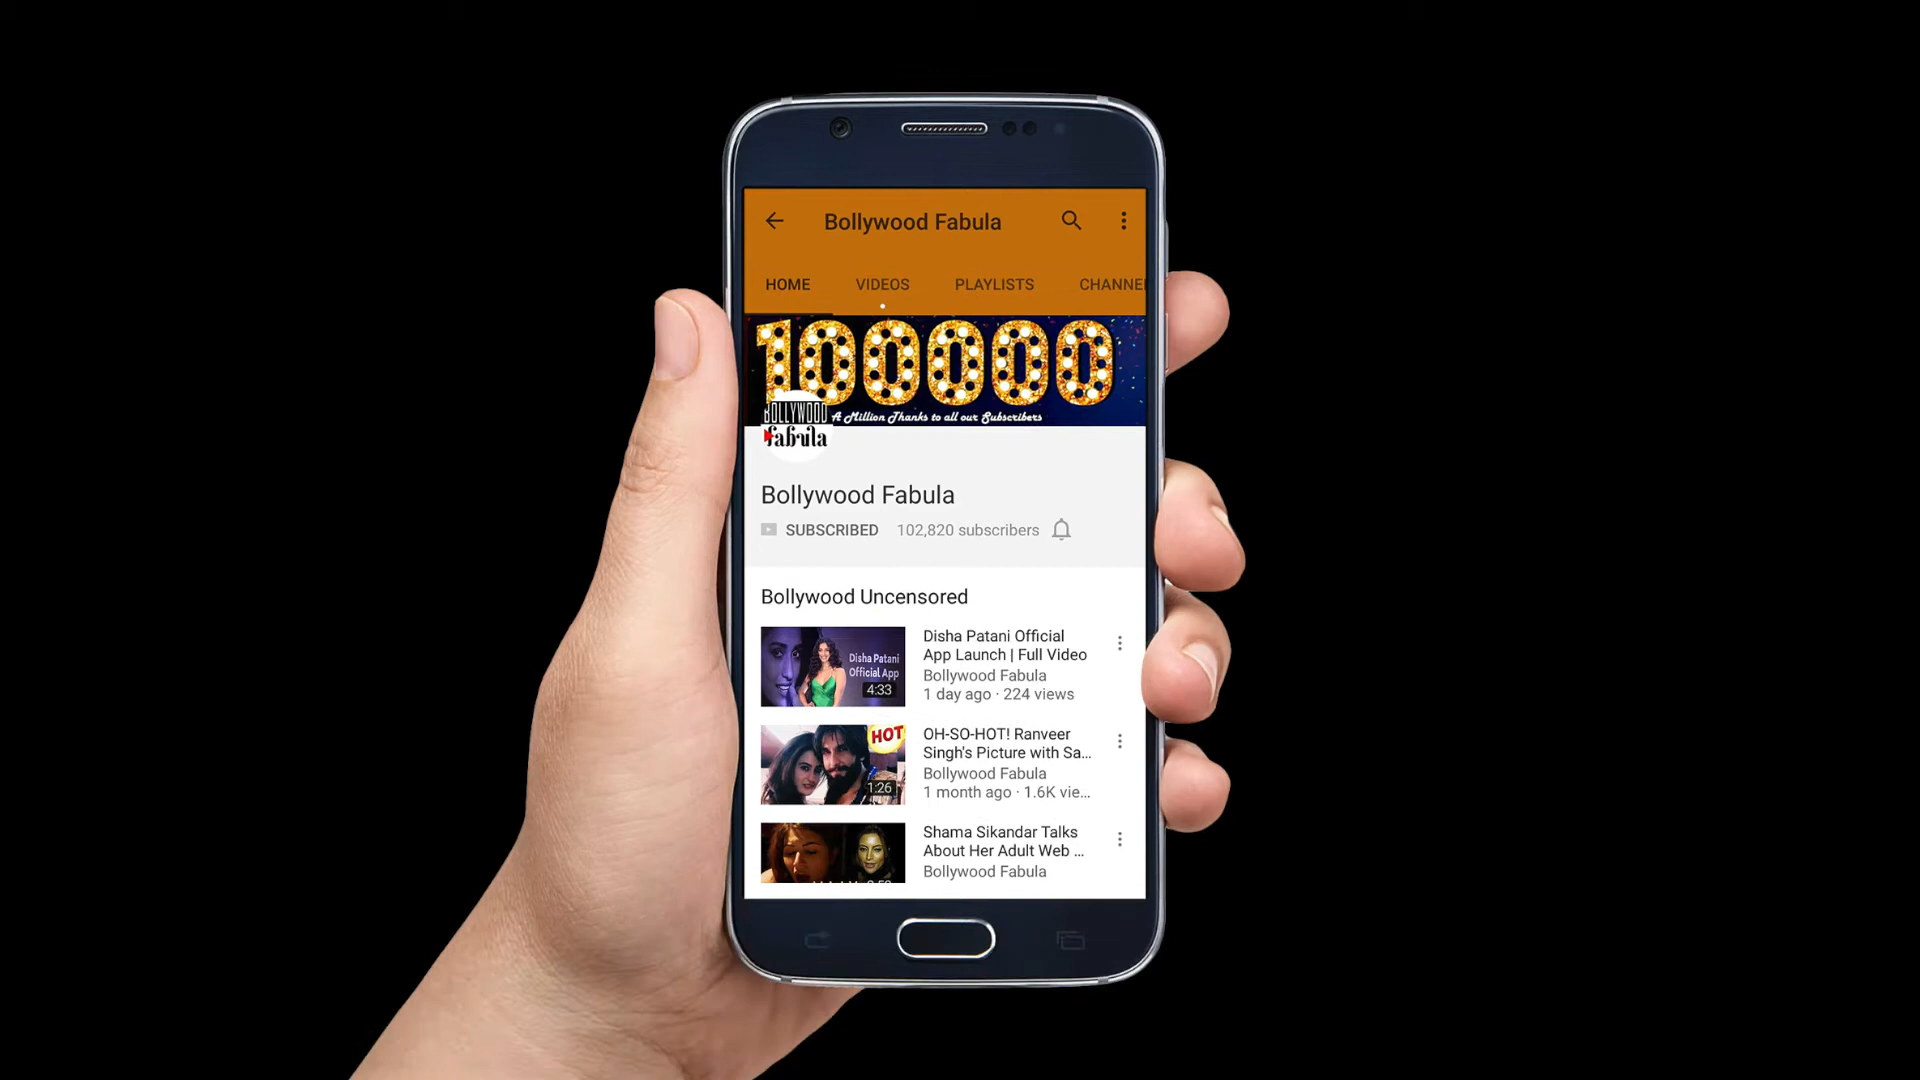 Bollywood Fabula
HOME VIDEOS PLAYLISTS CHANNE
100000
A Million Thanks to all our Subscribers
BOLLYWOOD
fabula
Bollywood Fabula
SUBSCRIBED 102,820 subscribers
Bollywood Uncensored
Disha Patani
Official App
4:33
Disha Patani Official
App Launch | Full Video
Bollywood Fabula
1 day ago · 224 views
HOT
1:26
OH-SO-HOT! Ranveer
Singh's Picture with Sa...
Bollywood Fabula
1 month ago · 1.6K vie...
Shama Sikandar Talks
About Her Adult Web ...
Bollywood Fabula